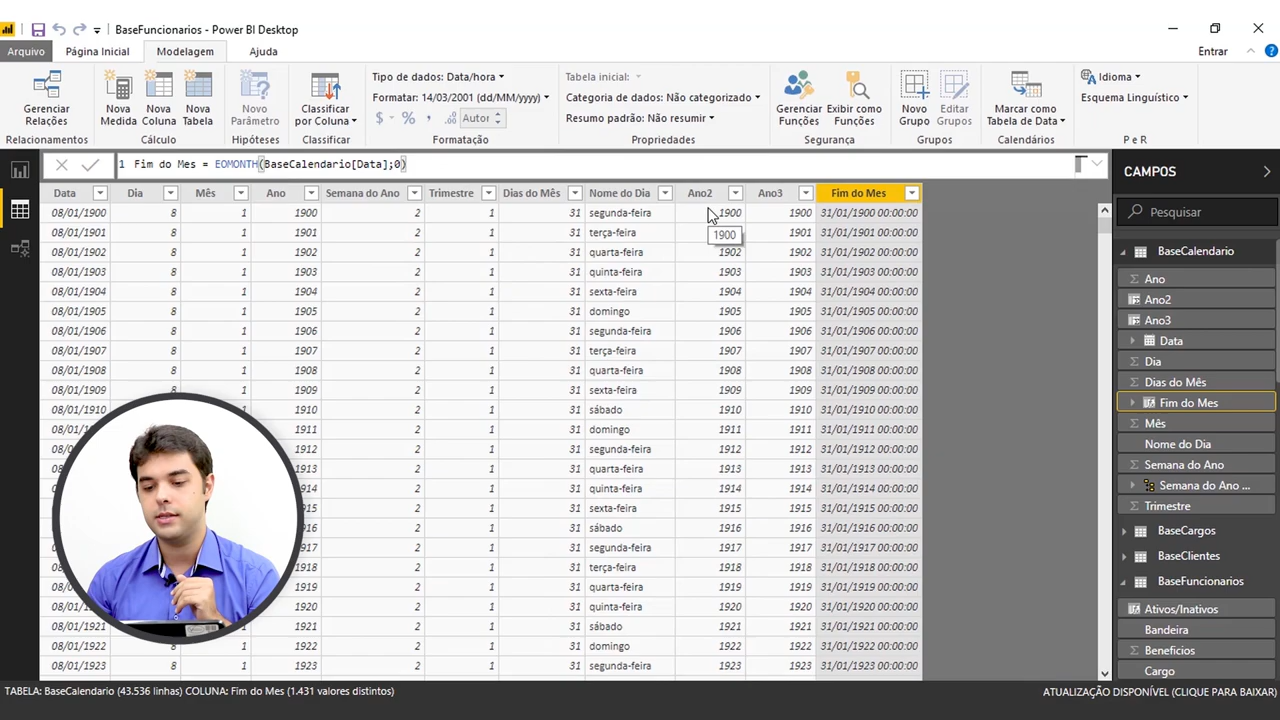 BaseFuncionarios - Power BI Desktop
Arquivo Página Inicial Modelagem Ajuda Entrar
Gerenciar Relações
Relacionamentos
Nova Medida
Nova Coluna
Nova Tabela
Cálculo
Novo Parâmetro
Hipóteses
Classificar por Coluna
Classificar
Tipo de dados: Data/hora
Formatar: 14/03/2001 (dd/MM/yyyy)
$ % , Autor
Formatação
Tabela inicial:
Categoria de dados: Não categorizado
Resumo padrão: Não resumir
Propriedades
Gerenciar Funções
Exibir como Funções
Segurança
Novo Grupo
Editar Grupos
Grupos
Marcar como Tabela de Data
Calendários
Idioma
Esquema Linguístico
P e R
1 Fim do Mes = EOMONTH(BaseCalendario[Data];0)
Data Dia Mês Ano Semana do Ano Trimestre Dias do Mês Nome do Dia Ano2 Ano3 Fim do Mes
08/01/1900 8 1 1900 2 1 31 segunda-feira 1900 1900 31/01/1900 00:00:00
08/01/1901 8 1 1901 2 1 31 terça-feira 1900 1901 31/01/1901 00:00:00
08/01/1902 8 1 1902 2 1 31 quarta-feira 1902 1902 31/01/1902 00:00:00
08/01/1903 8 1 1903 2 1 31 quinta-feira 1903 1903 31/01/1903 00:00:00
08/01/1904 8 1 1904 2 1 31 sexta-feira 1904 1904 31/01/1904 00:00:00
08/01/1905 8 1 1905 2 1 31 domingo 1905 1905 31/01/1905 00:00:00
08/01/1906 8 1 1906 2 1 31 segunda-feira 1906 1906 31/01/1906 00:00:00
08/01/1907 8 1 1907 2 1 31 terça-feira 1907 1907 31/01/1907 00:00:00
08/01/1908 8 1 1908 2 1 31 quarta-feira 1908 1908 31/01/1908 00:00:00
08/01/1909 8 1 1909 2 1 31 sexta-feira 1909 1909 31/01/1909 00:00:00
08/01/1910 1 1910 2 1 31 sábado 1910 1910 31/01/1910 00:00:00
1 1911 2 1 31 domingo 1911 1911 31/01/1911 00:00:00
1912 2 1 31 segunda-feira 1912 1912 31/01/1912 00:00:00
1913 2 1 31 quarta-feira 1913 1913 31/01/1913 00:00:00
1914 2 1 31 quinta-feira 1914 1914 31/01/1914 00:00:00
1915 2 1 31 sexta-feira 1915 1915 31/01/1915 00:00:00
1916 2 1 31 sábado 1916 1916 31/01/1916 00:00:00
1917 2 1 31 segunda-feira 1917 1917 31/01/1917 00:00:00
1918 2 1 31 terça-feira 1918 1918 31/01/1918 00:00:00
1919 2 1 31 quarta-feira 1919 1919 31/01/1919 00:00:00
1920 2 1 31 quinta-feira 1920 1920 31/01/1920 00:00:00
08/01/1921 1 1921 2 1 31 sábado 1921 1921 31/01/1921 00:00:00
08/01/1922 8 1 1922 2 1 31 domingo 1922 1922 31/01/1922 00:00:00
08/01/1923 8 1 1923 2 1 31 segunda-feira 1923 1923 31/01/1923 00:00:00
CAMPOS
Pesquisar
BaseCalendario
Ano
Ano2
Ano3
Data
Dia
Dias do Mês
Fim do Mes
Mês
Nome do Dia
Semana do Ano
Semana do Ano ...
Trimestre
BaseCargos
BaseClientes
BaseFuncionarios
Ativos/Inativos
Bandeira
Beneficios
Cargo
TABELA: BaseCalendario (43.536 linhas) COLUNA: Fim do Mes (1.431 valores distintos)
ATUALIZAÇÃO DISPONÍVEL (CLIQUE PARA BAIXAR)